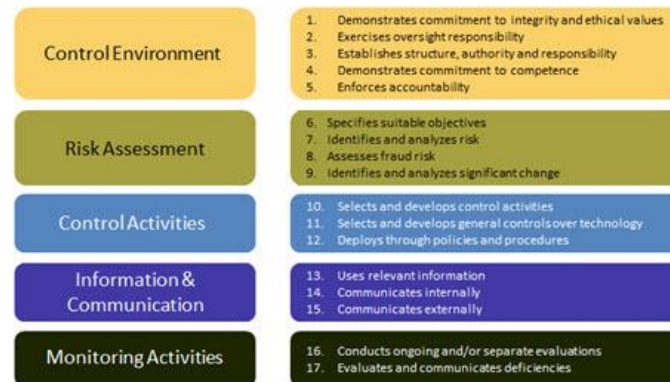 Control Environment
1. Demonstrates commitment to integrity and ethical values
2. Exercises oversight responsibility
3. Establishes structure, authority and responsibility
4. Demonstrates commitment to competence
5. Enforces accountability
Risk Assessment
6. Specifies suitable objectives
7. Identifies and analyzes risk
8. Assesses fraud risk
9. Identifies and analyzes significant change
Control Activities
10. Selects and develops control activities
11. Selects and develops general controls over technology
12. Deploys through policies and procedures
Information &
Communication
13. Uses relevant information
14. Communicates internally
15. Communicates externally
Monitoring Activities
16. Conducts ongoing and/or separate evaluations
17. Evaluates and communicates deficiencies